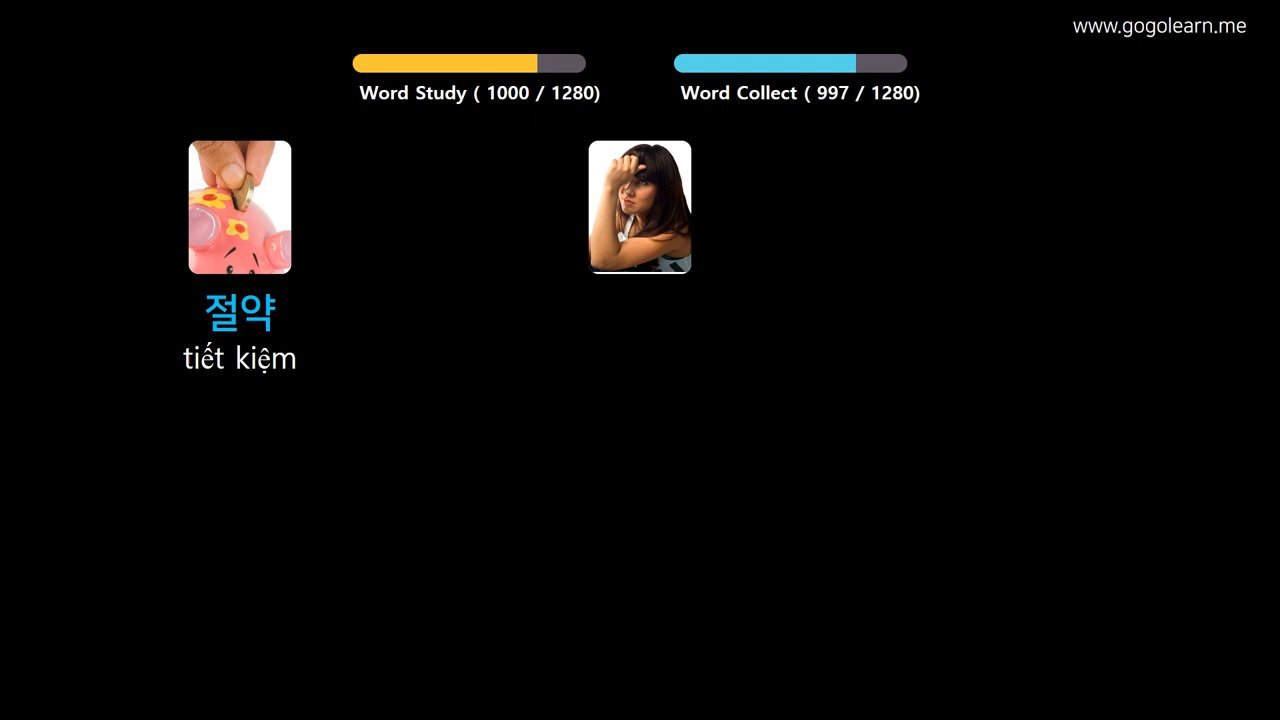 www.gogolearn.me
Word Study ( 1000 / 1280)
Word Collect ( 997 / 1280)
절약
tiết kiệm